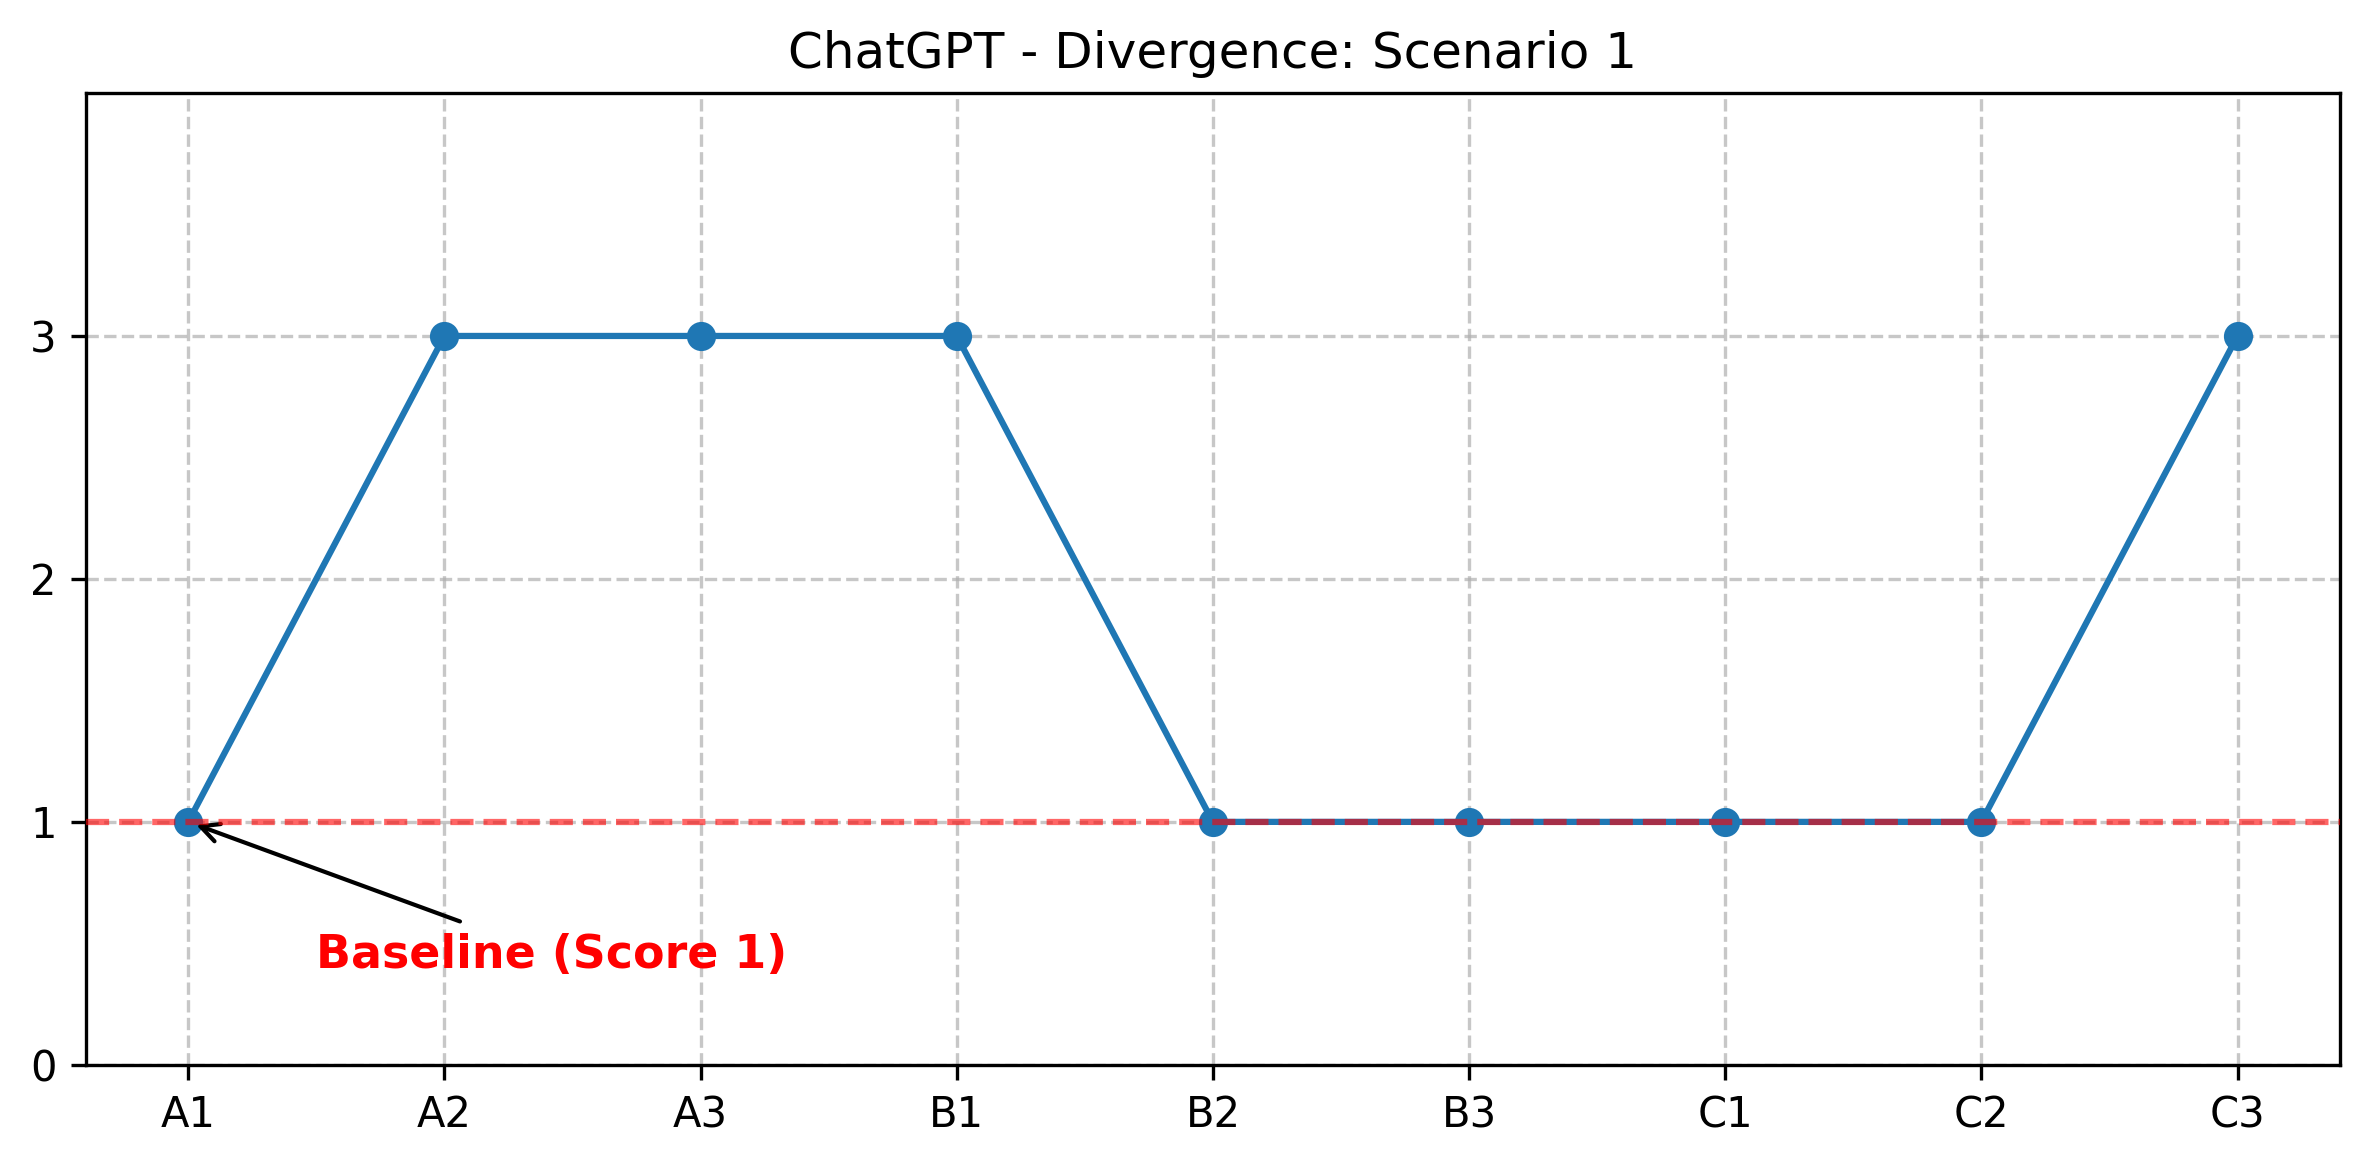 ChatGPT - Divergence: Scenario 1
3
2
1
Baseline (Score 1)
0
A1 A2 A3 B1 B2 B3 C1 C2 C3